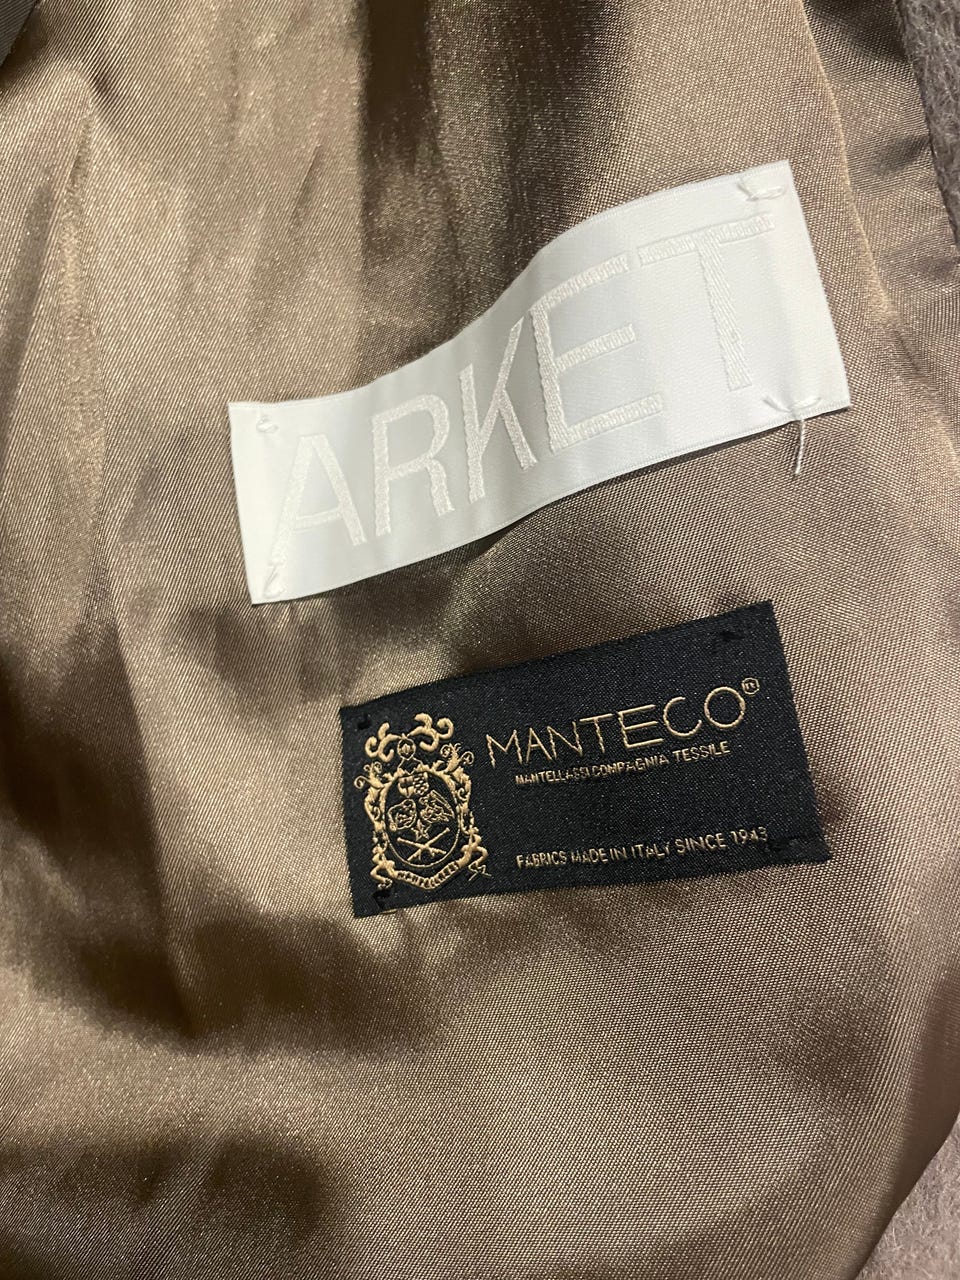 ARKET
MANTECO®
MANTELLASSI COMPAGNIA TESSILE
FABRICS MADE IN ITALY SINCE 1943